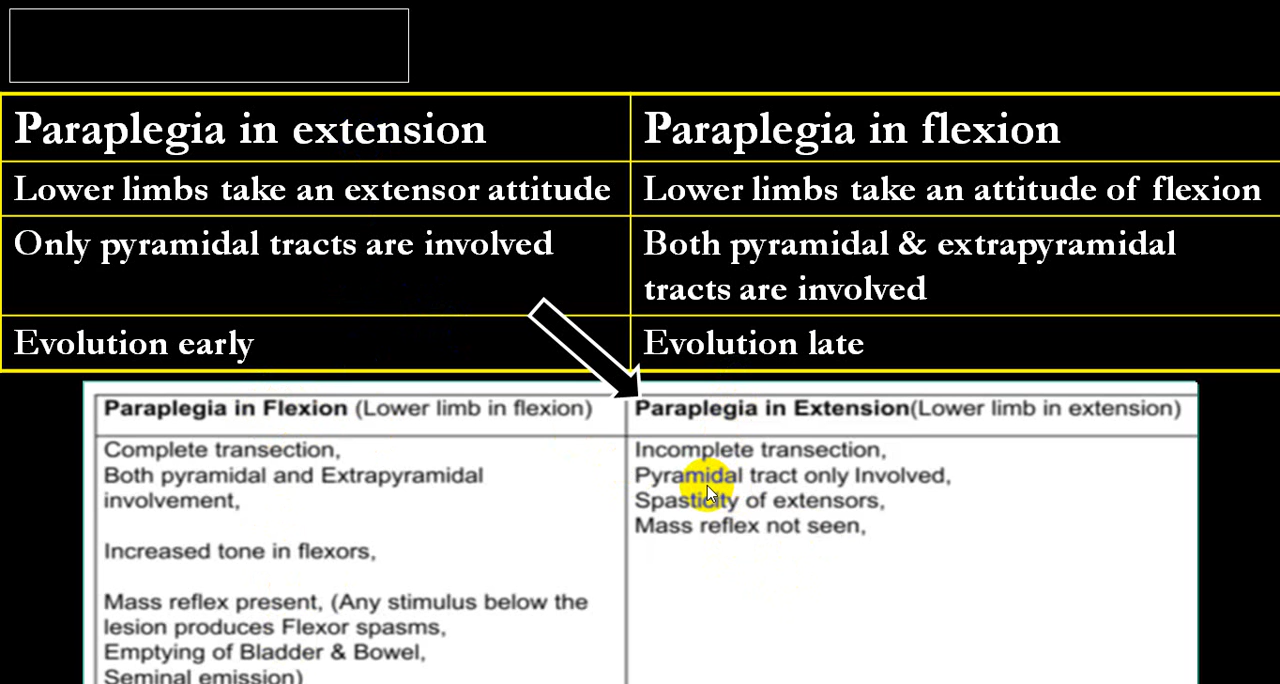 Paraplegia in extension
Paraplegia in flexion
Lower limbs take an extensor attitude
Lower limbs take an attitude of flexion
Only pyramidal tracts are involved
Both pyramidal & extrapyramidal
tracts are involved
Evolution early
Evolution late
Paraplegia in Flexion (Lower limb in flexion)
Paraplegia in Extension(Lower limb in extension)
Complete transection,
Both pyramidal and Extrapyramidal
involvement,
Increased tone in flexors,
Mass reflex present, (Any stimulus below the
lesion produces Flexor spasms,
Emptying of Bladder & Bowel,
Seminal emission)
Incomplete transection,
Pyramidal tract only Involved,
Spasticity of extensors,
Mass reflex not seen,